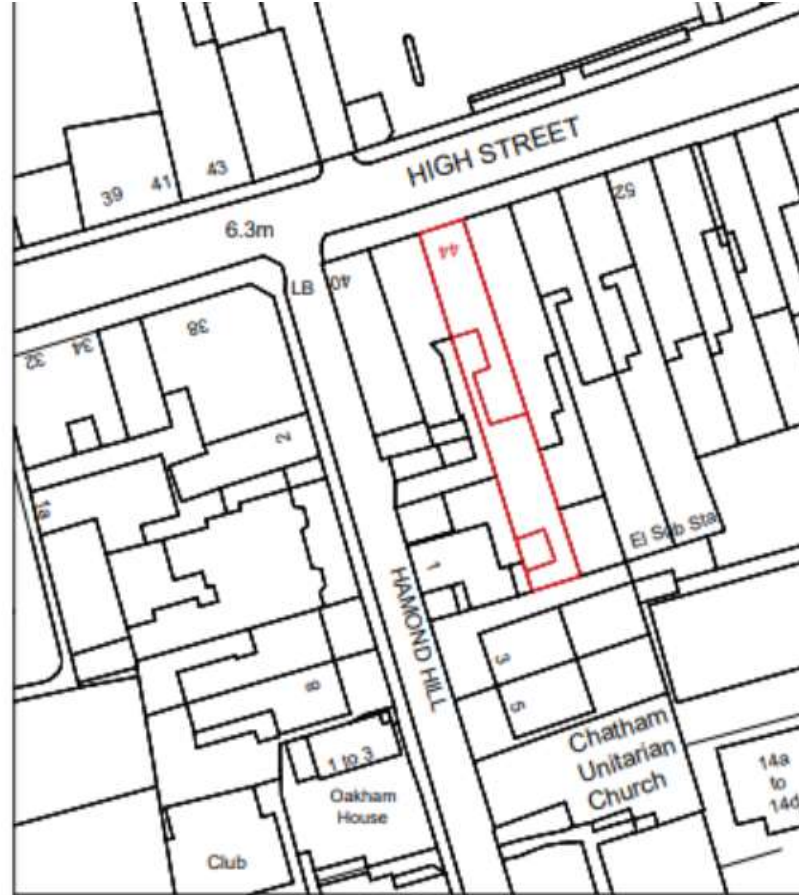 HIGH STREET
39
41
43
6.3m
44
52
LB
40
38
34
32
2
1a
El Sub Sta
1
HAMOND HILL
3
5
8
Chatham
Unitarian
Church
1 to 3
Oakham
House
14a
to
14d
Club